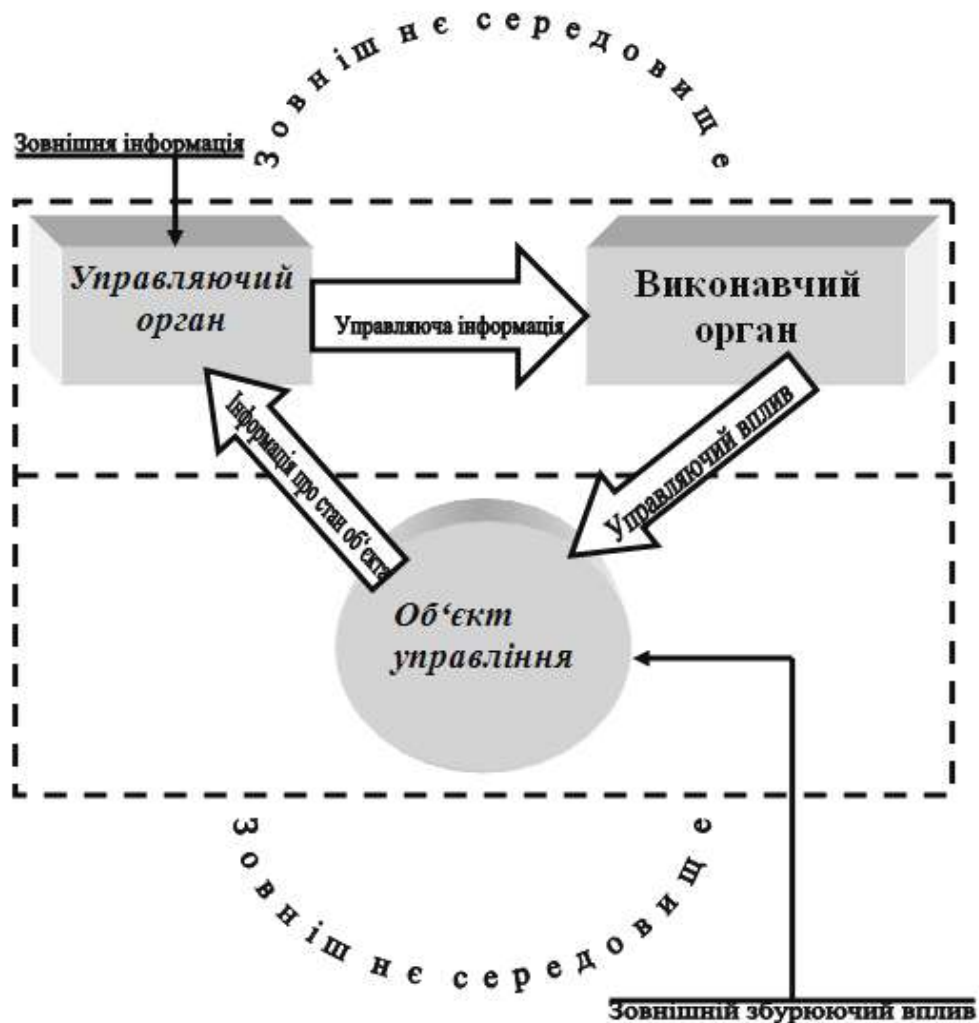 Зовнішнє середовище
Зовнішня інформація
Управляючий
орган
Управляюча інформація
Виконавчий
орган
Інформація про стан об‘єкта
Управляючий вплив
Об‘єкт
управління
Зовнішнє середовище
Зовнішній збурюючий вплив